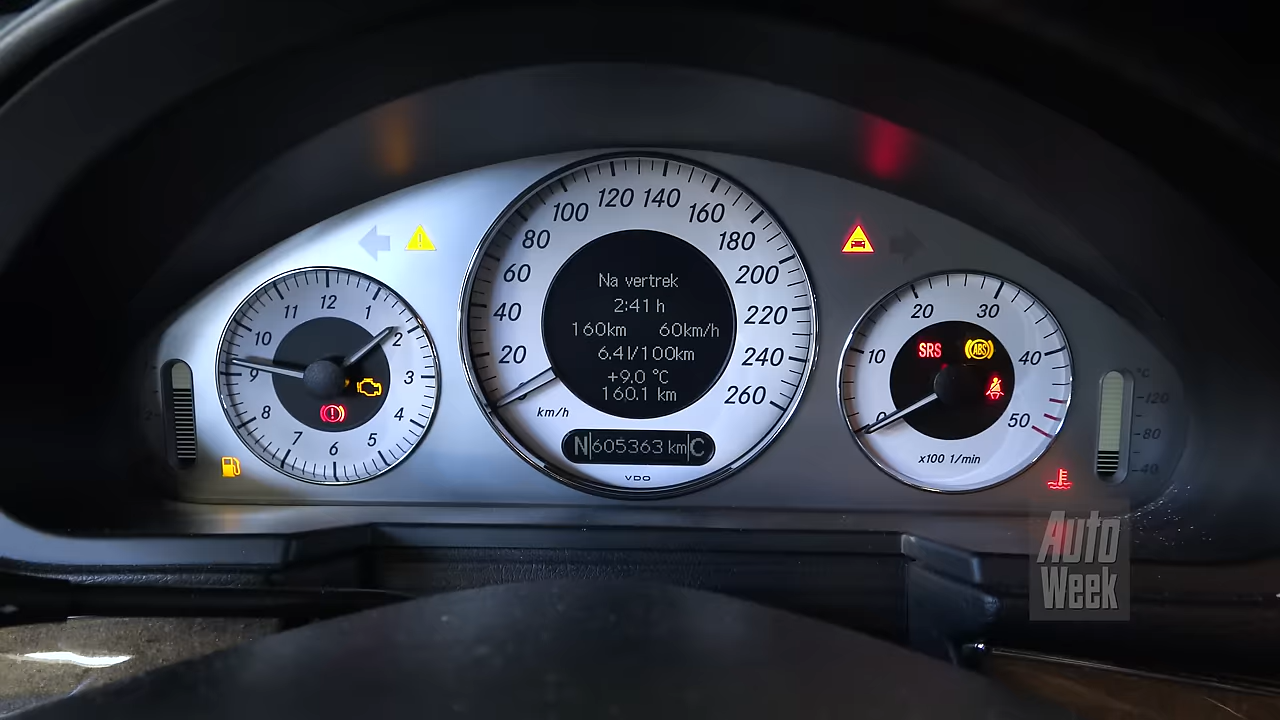 120 140
100 160
80 180
60 200
40 220
20 240
260
km/h
Na vertrek
2:41 h
160km 60km/h
6.4 l/100km
+9.0 °C
160.1 km
N 605363 km C
VDO
12
11 1
10 2
9 3
8 4
7 5
6
20 30
10 40
0 50
SRS
ABS
x100 1/min
°C
120
80
40
Auto
Week